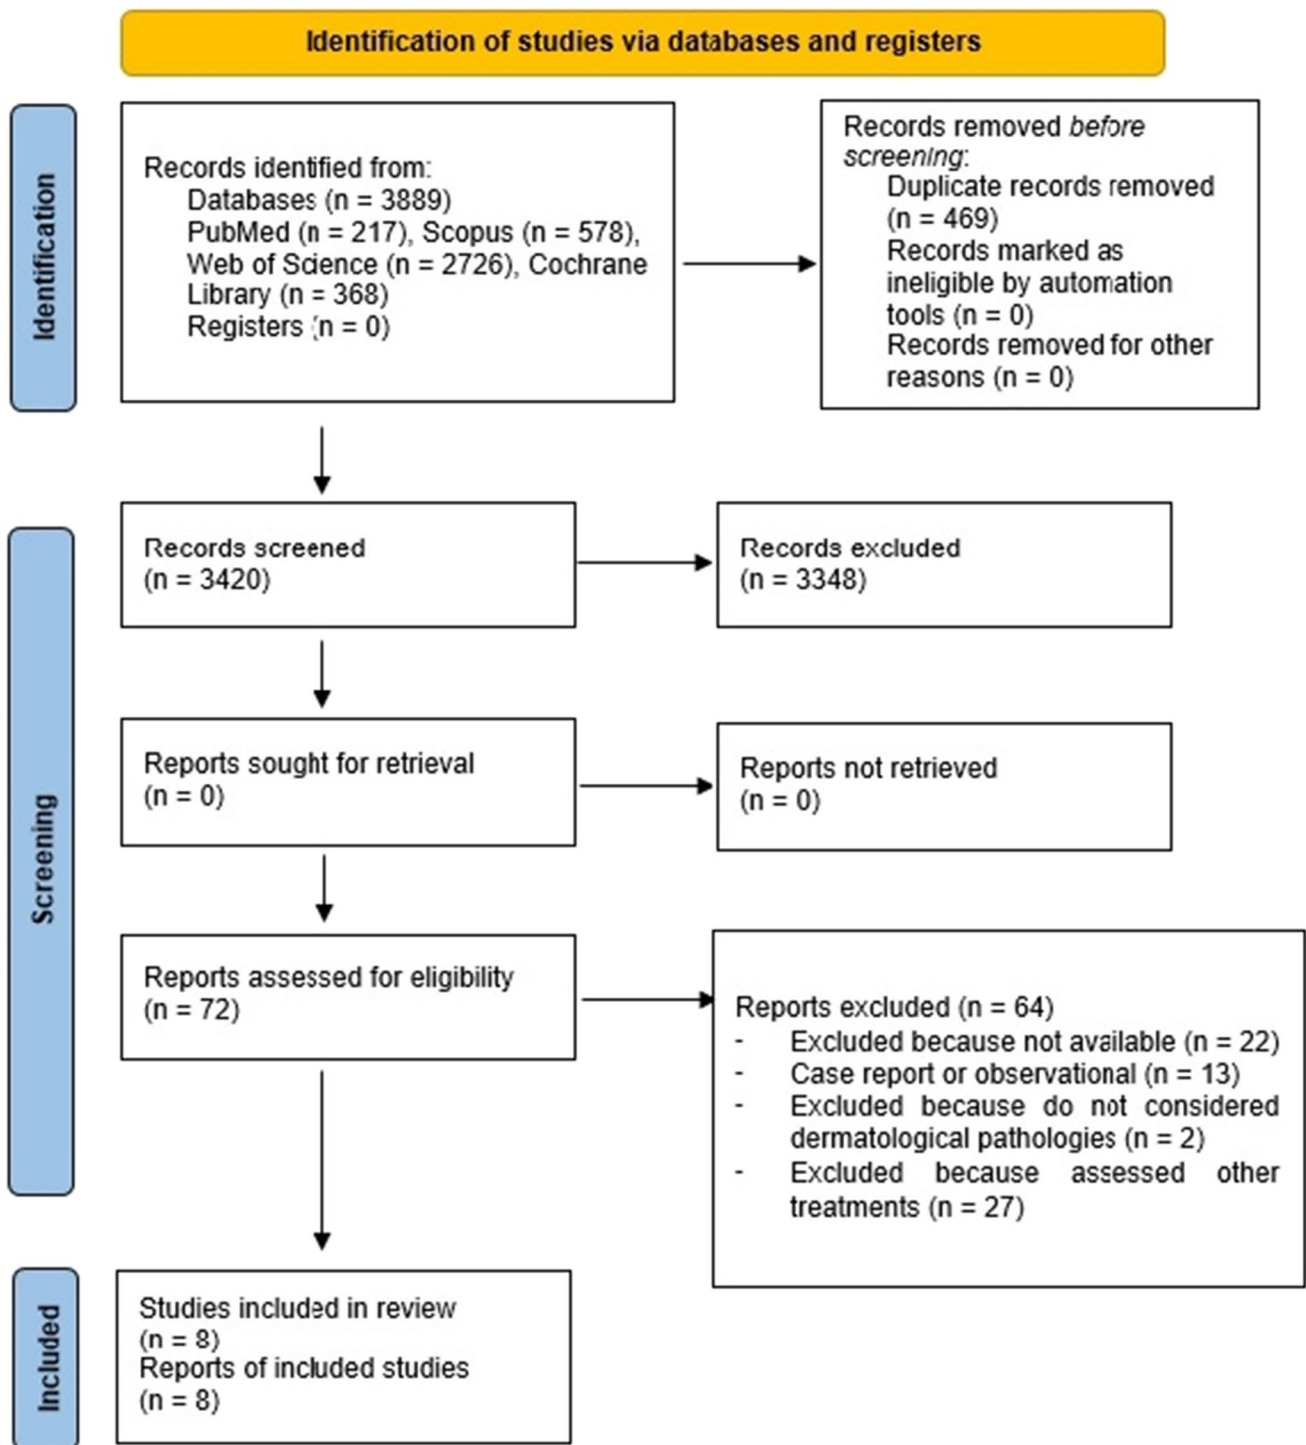 Identification of studies via databases and registers
Identification
Records identified from:
Databases (n = 3889)
PubMed (n = 217), Scopus (n = 578),
Web of Science (n = 2726), Cochrane
Library (n = 368)
Registers (n = 0)
Records removed before
screening:
Duplicate records removed
(n = 469)
Records marked as
ineligible by automation
tools (n = 0)
Records removed for other
reasons (n = 0)
Screening
Records screened
(n = 3420)
Records excluded
(n = 3348)
Reports sought for retrieval
(n = 0)
Reports not retrieved
(n = 0)
Reports assessed for eligibility
(n = 72)
Reports excluded (n = 64)
- Excluded because not available (n = 22)
- Case report or observational (n = 13)
- Excluded because do not considered
dermatological pathologies (n = 2)
- Excluded because assessed other
treatments (n = 27)
Included
Studies included in review
(n = 8)
Reports of included studies
(n = 8)